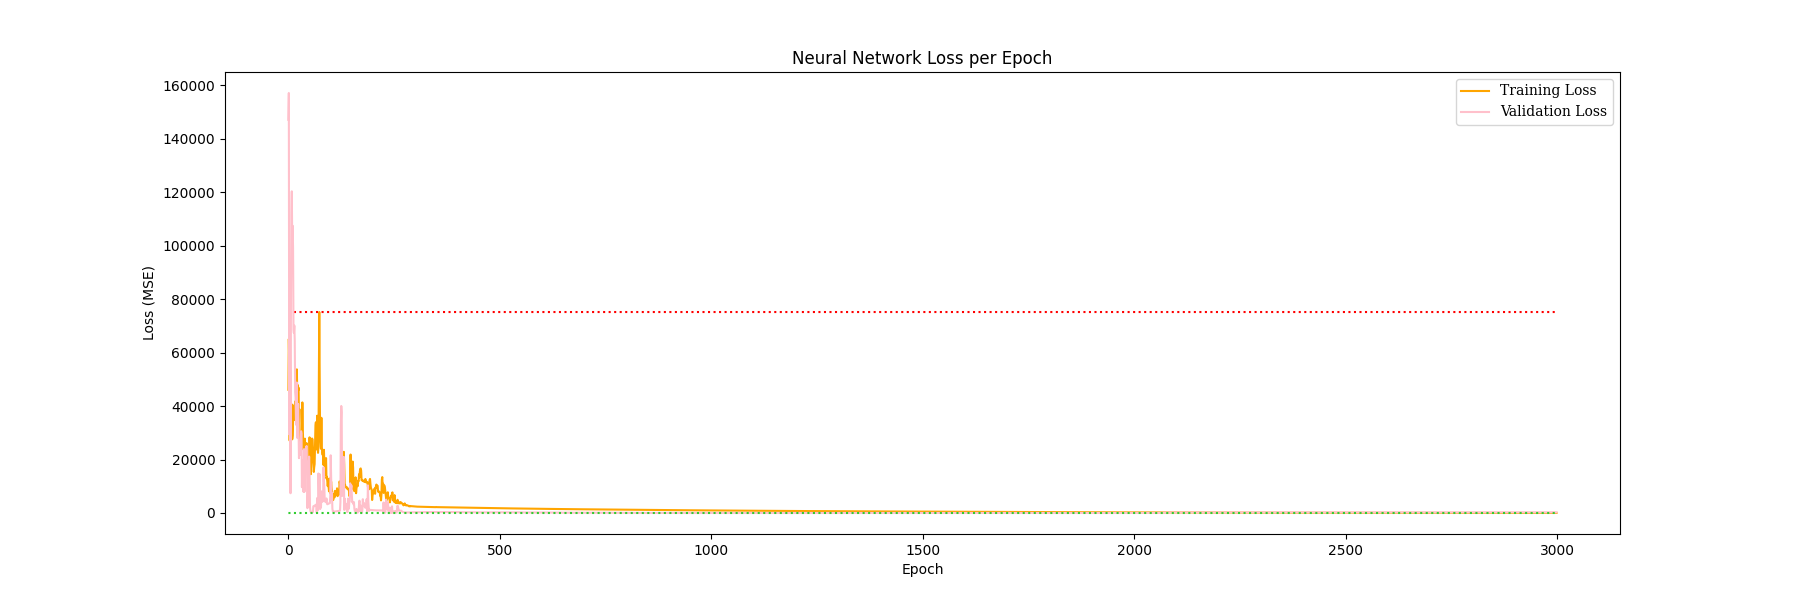 Neural Network Loss per Epoch
160000
140000
120000
100000
80000
60000
40000
20000
0
Loss (MSE)
Training Loss
Validation Loss
0 500 1000 1500 2000 2500 3000
Epoch